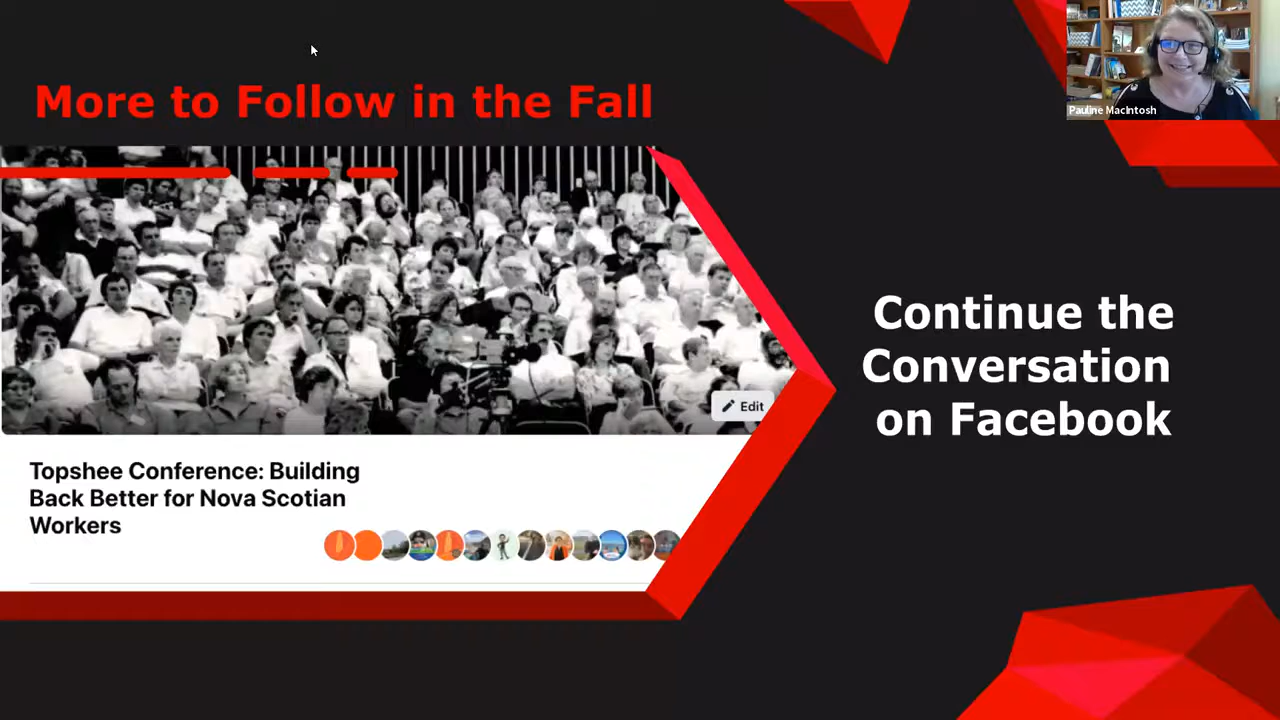 More to Follow in the Fall
Pauline MacIntosh
Continue the
Conversation
on Facebook
Edit
Topshee Conference: Building
Back Better for Nova Scotian
Workers